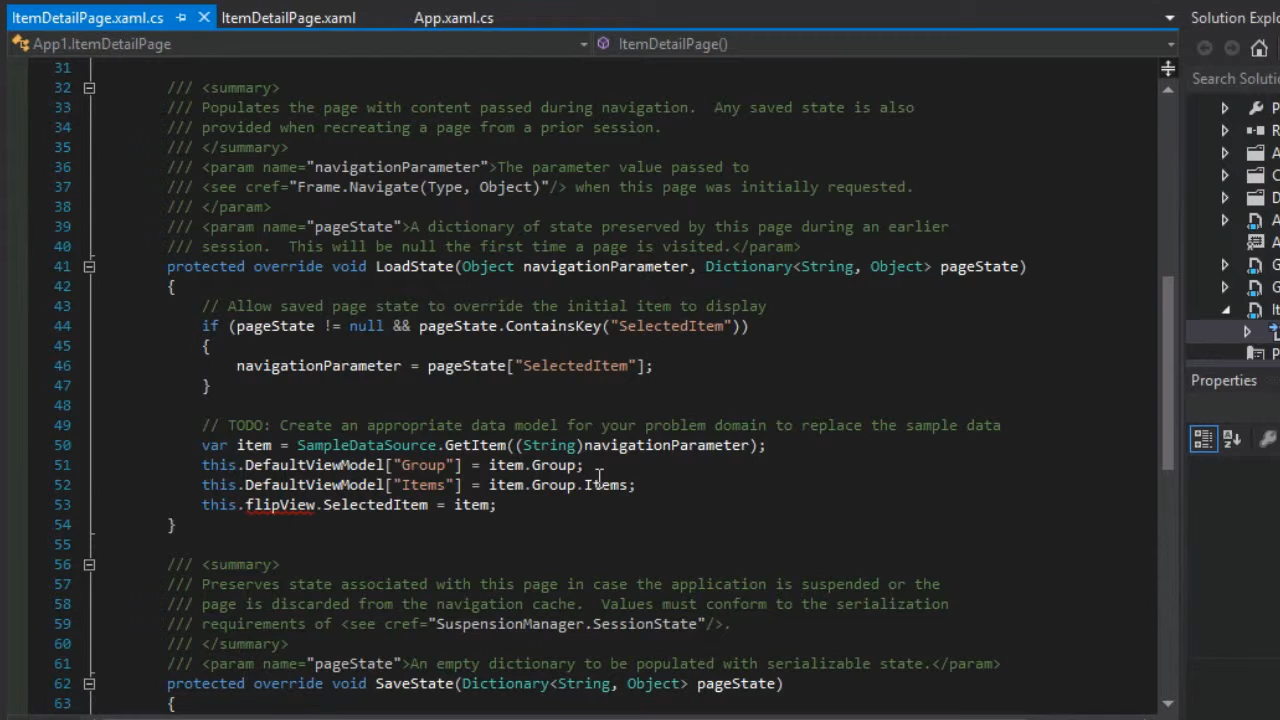 ItemDetailPage.xaml.cs ItemDetailPage.xaml App.xaml.cs Solution Explo
App1.ItemDetailPage ItemDetailPage()
Search Solutio
31
32 /// <summary>
33 /// Populates the page with content passed during navigation.  Any saved state is also
34 /// provided when recreating a page from a prior session.
35 /// </summary>
36 /// <param name="navigationParameter">The parameter value passed to
37 /// <see cref="Frame.Navigate(Type, Object)"/> when this page was initially requested.
38 /// </param>
39 /// <param name="pageState">A dictionary of state preserved by this page during an earlier
40 /// session.  This will be null the first time a page is visited.</param>
41 protected override void LoadState(Object navigationParameter, Dictionary<String, Object> pageState)
42 {
43 // Allow saved page state to override the initial item to display
44 if (pageState != null && pageState.ContainsKey("SelectedItem"))
45 {
46 navigationParameter = pageState["SelectedItem"];
47 }
48
49 // TODO: Create an appropriate data model for your problem domain to replace the sample data
50 var item = SampleDataSource.GetItem((String)navigationParameter);
51 this.DefaultViewModel["Group"] = item.Group;
52 this.DefaultViewModel["Items"] = item.Group.Items;
53 this.flipView.SelectedItem = item;
54 }
55
56 /// <summary>
57 /// Preserves state associated with this page in case the application is suspended or the
58 /// page is discarded from the navigation cache.  Values must conform to the serialization
59 /// requirements of <see cref="SuspensionManager.SessionState"/>.
60 /// </summary>
61 /// <param name="pageState">An empty dictionary to be populated with serializable state.</param>
62 protected override void SaveState(Dictionary<String, Object> pageState)
63 {
P
R
A
C
D
A
A
G
G
It
P
Properties